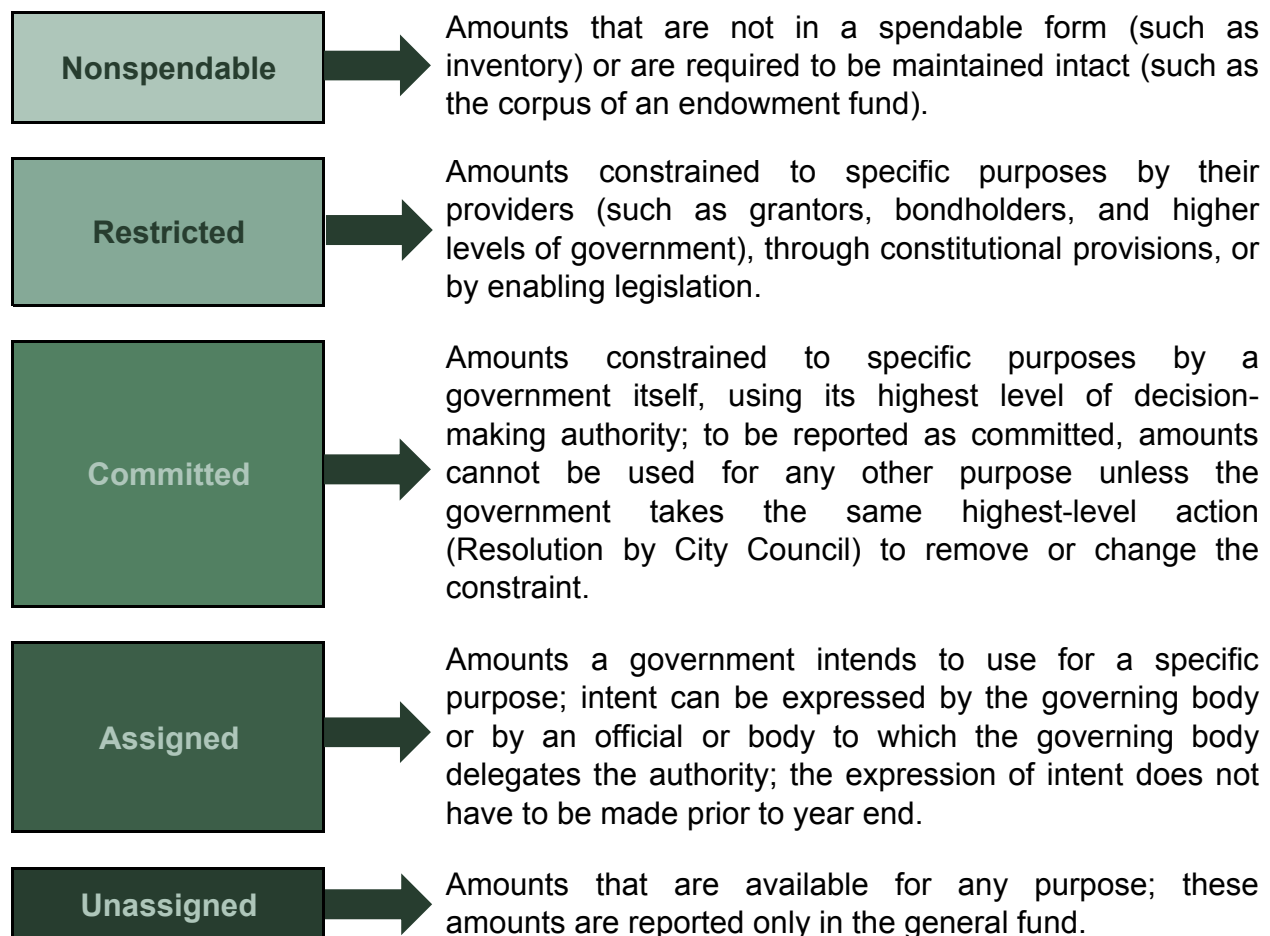 Nonspendable
Amounts that are not in a spendable form (such as
inventory) or are required to be maintained intact (such as
the corpus of an endowment fund).
Restricted
Amounts constrained to specific purposes by their
providers (such as grantors, bondholders, and higher
levels of government), through constitutional provisions, or
by enabling legislation.
Committed
Amounts constrained to specific purposes by a
government itself, using its highest level of decision-
making authority; to be reported as committed, amounts
cannot be used for any other purpose unless the
government takes the same highest-level action
(Resolution by City Council) to remove or change the
constraint.
Assigned
Amounts a government intends to use for a specific
purpose; intent can be expressed by the governing body
or by an official or body to which the governing body
delegates the authority; the expression of intent does not
have to be made prior to year end.
Unassigned
Amounts that are available for any purpose; these
amounts are reported only in the general fund.